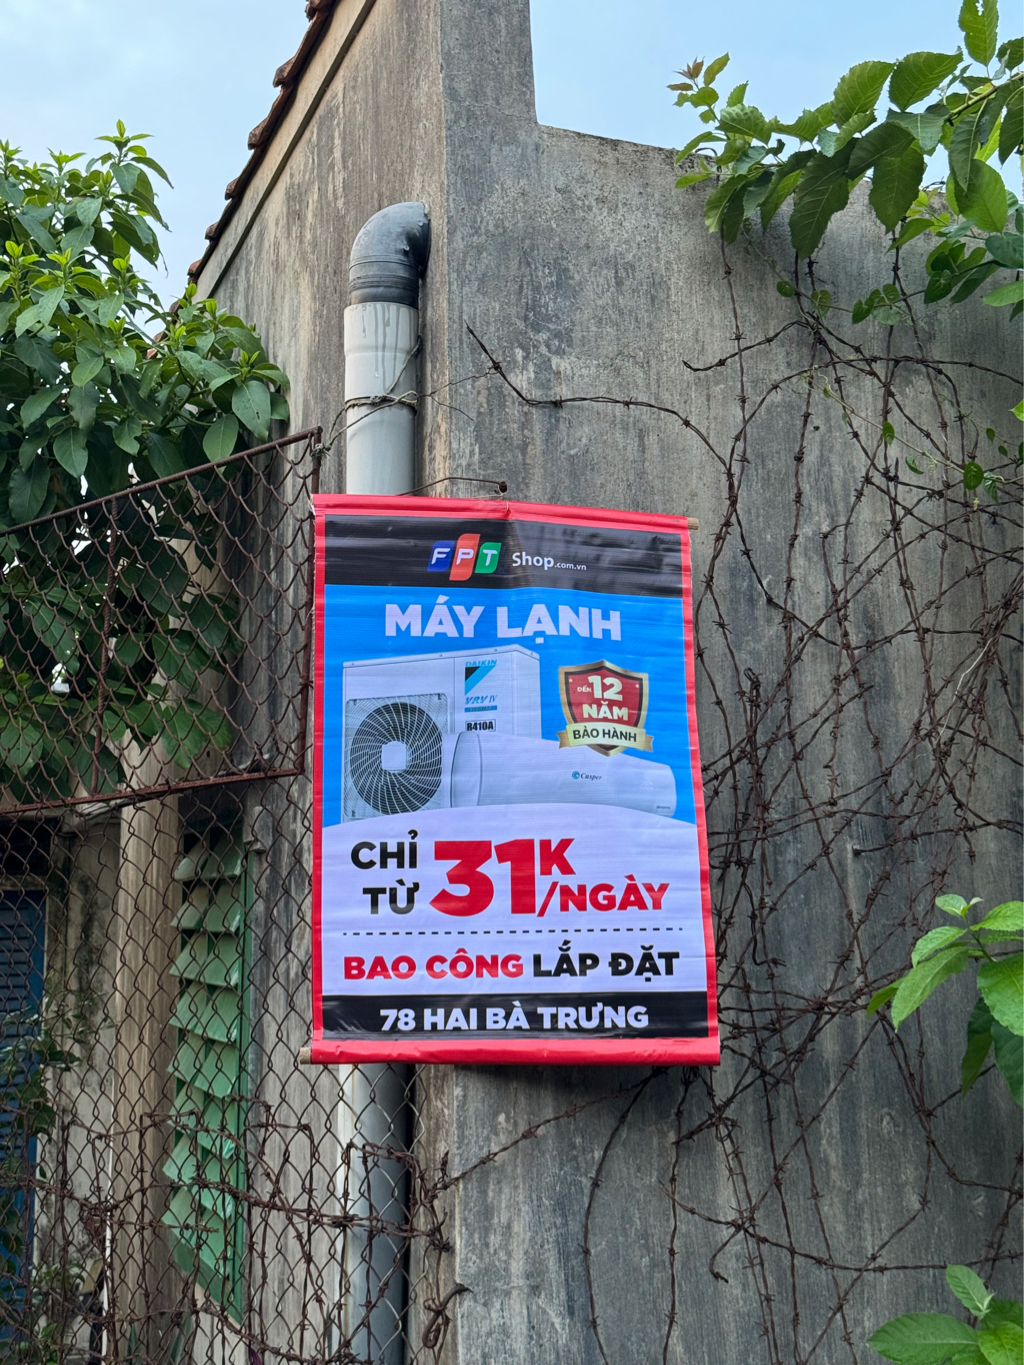 FPT Shop.com.vn
MÁY LẠNH
DAIKIN
VRV IV
R410A
ĐẾN 12
NĂM
BẢO HÀNH
Casper
CHỈ
TỪ 31K
/NGÀY
BAO CÔNG LẮP ĐẶT
78 HAI BÀ TRƯNG